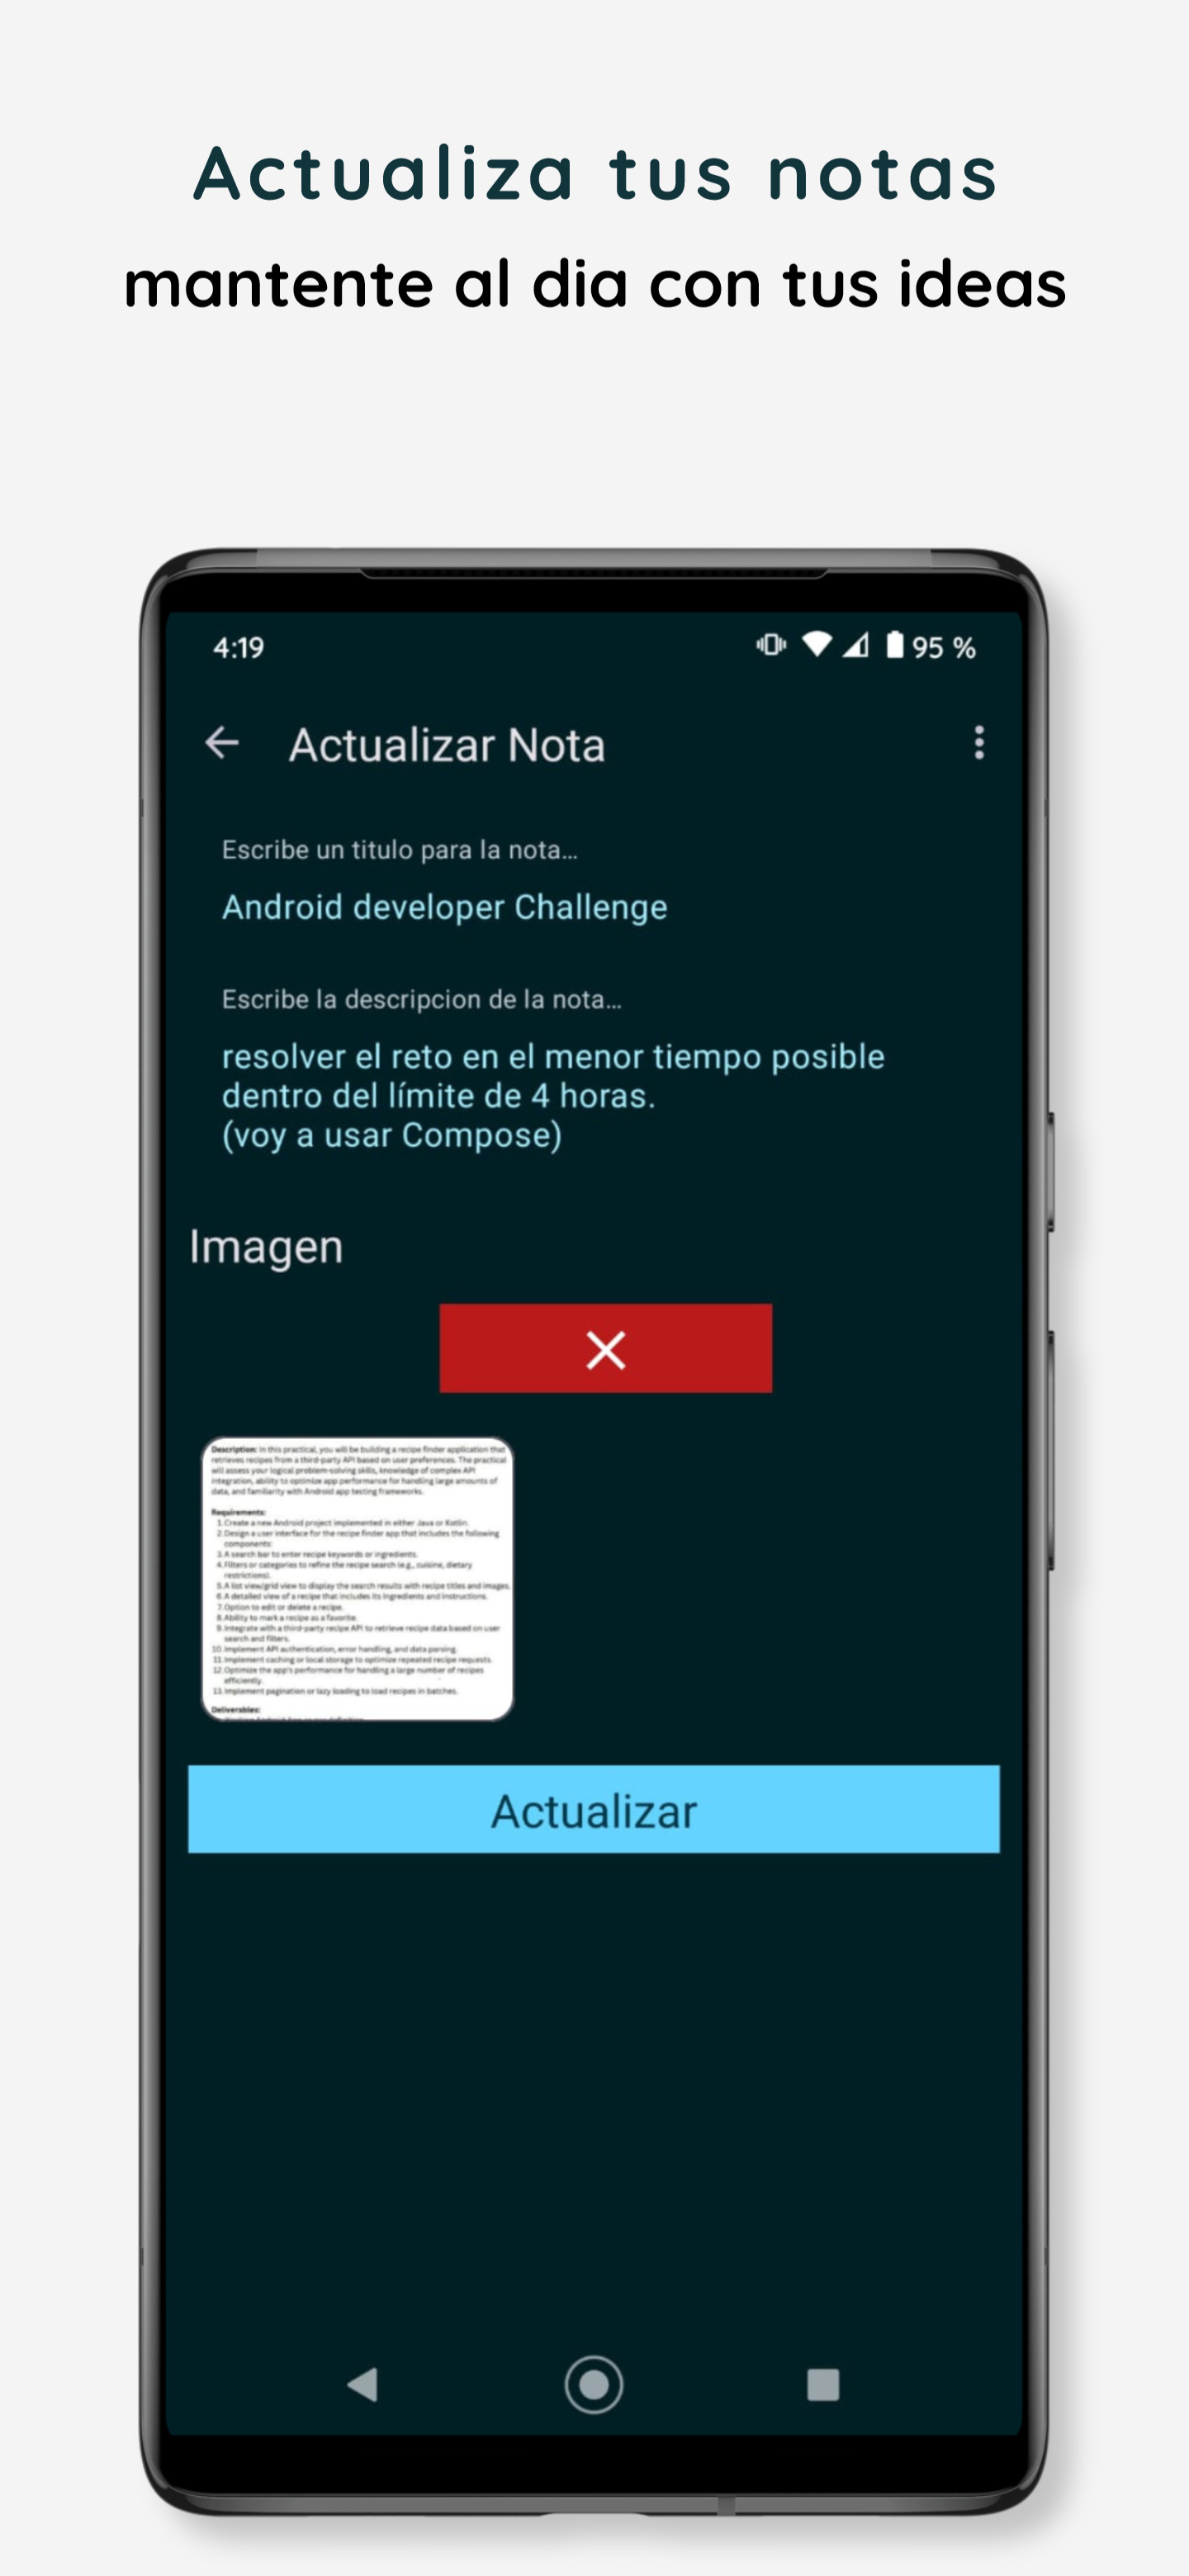 Actualiza tus notas
mantente al dia con tus ideas
4:19
95 %
Actualizar Nota
Escribe un titulo para la nota...
Android developer Challenge
Escribe la descripcion de la nota...
resolver el reto en el menor tiempo posible
dentro del límite de 4 horas.
(voy a usar Compose)
Imagen
Description: In this practical, you will be building a recipe finder application that
retrieves recipes from a third-party API based on user preferences. The practical
will assess your logical problem-solving skills, knowledge of complex API
integration, ability to optimize app performance for handling large amounts of
data, and familiarity with Android app testing frameworks.
Requirements:
1. Create a new Android project implemented in either Java or Kotlin.
2. Design a user interface for the recipe finder app that includes the following
components:
3. A search bar to enter recipe keywords or ingredients.
4. Filters or categories to refine the recipe search (e.g., cuisine, dietary
restrictions).
5. A list view/grid view to display the search results with recipe titles and images.
6. A detailed view of a recipe that includes its ingredients and instructions.
7. Option to edit or delete a recipe.
8. Ability to mark a recipe as a favorite.
9. Integrate with a third-party recipe API to retrieve recipe data based on user
search and filters.
10. Implement API authentication, error handling, and data parsing.
11. Implement caching or local storage to optimize repeated recipe requests.
12. Optimize the app's performance for handling a large number of recipes
efficiently.
13. Implement pagination or lazy loading to load recipes in batches.
Deliverables:
Actualizar